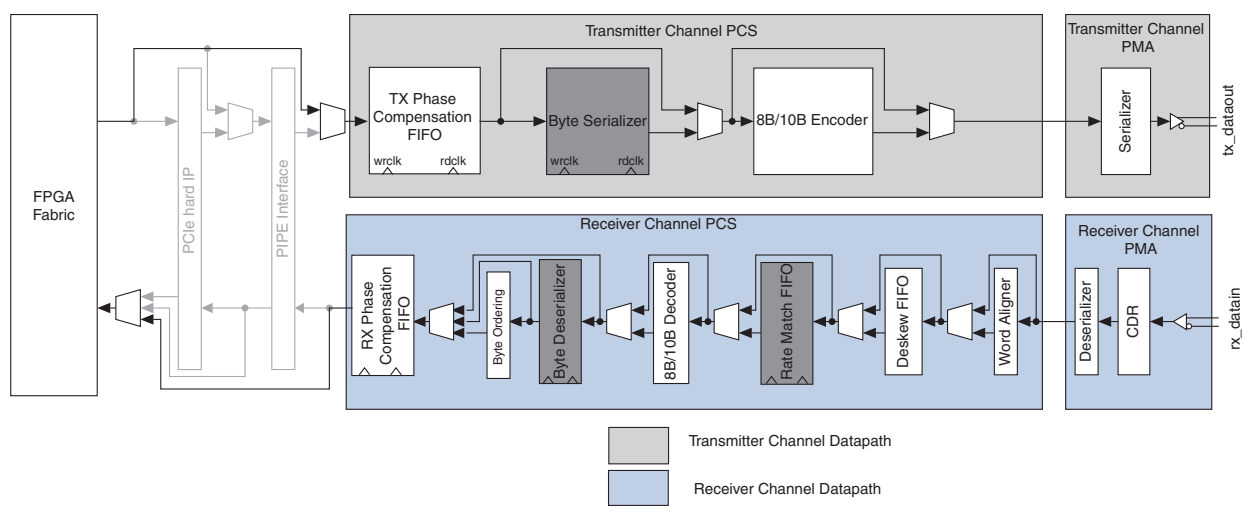 Transmitter Channel PCS
Transmitter Channel
PMA
FPGA
Fabric
PCIe hard IP
PIPE Interface
TX Phase
Compensation
FIFO
wrclk
rdclk
Byte Serializer
wrclk
rdclk
8B/10B Encoder
Serializer
tx_dataout
Receiver Channel PCS
Receiver Channel
PMA
RX Phase
Compensation
FIFO
Byte Ordering
Byte Deserializer
8B/10B Decoder
Rate Match FIFO
Deskew FIFO
Word Aligner
Deserializer
CDR
rx_datain
Transmitter Channel Datapath
Receiver Channel Datapath